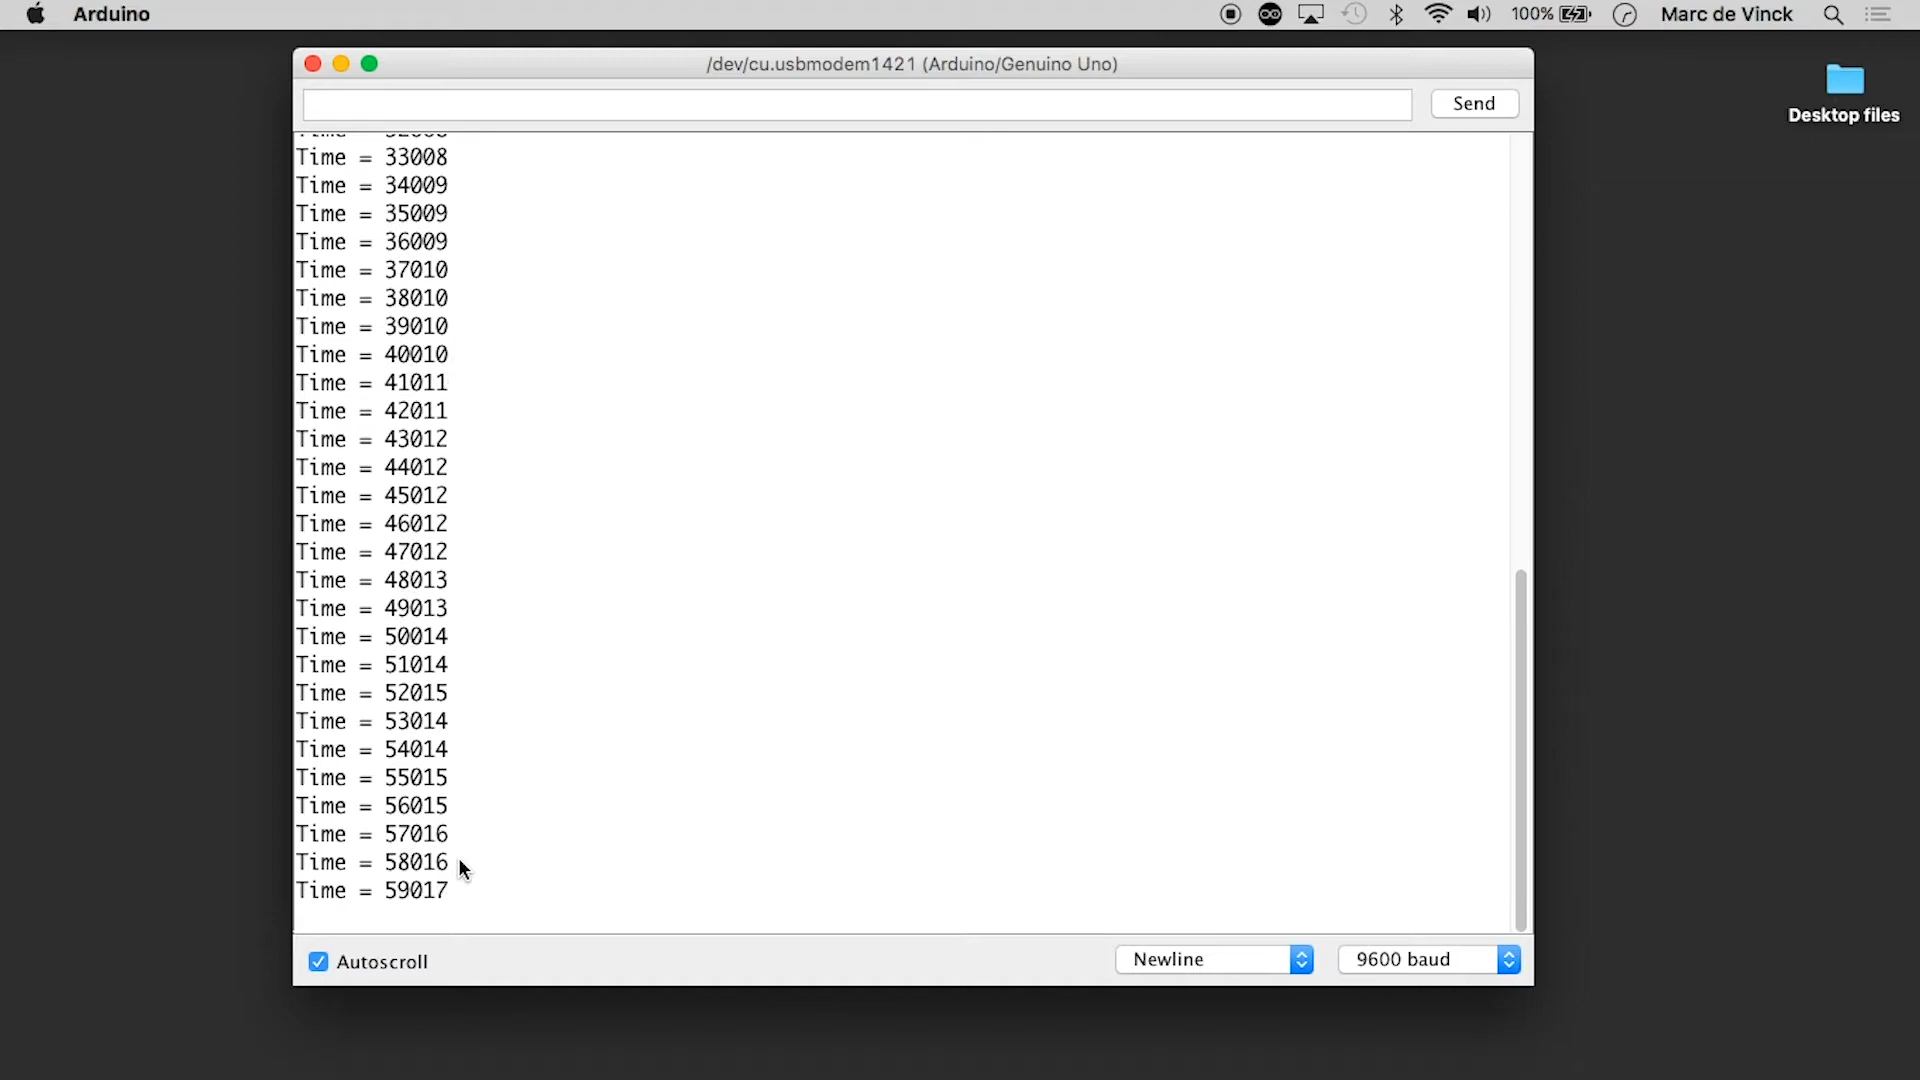 Arduino
100%
Marc de Vinck
/dev/cu.usbmodem1421 (Arduino/Genuino Uno)
Send
Desktop files
Time = 33008
Time = 34009
Time = 35009
Time = 36009
Time = 37010
Time = 38010
Time = 39010
Time = 40010
Time = 41011
Time = 42011
Time = 43012
Time = 44012
Time = 45012
Time = 46012
Time = 47012
Time = 48013
Time = 49013
Time = 50014
Time = 51014
Time = 52015
Time = 53014
Time = 54014
Time = 55015
Time = 56015
Time = 57016
Time = 58016
Time = 59017
Autoscroll
Newline
9600 baud